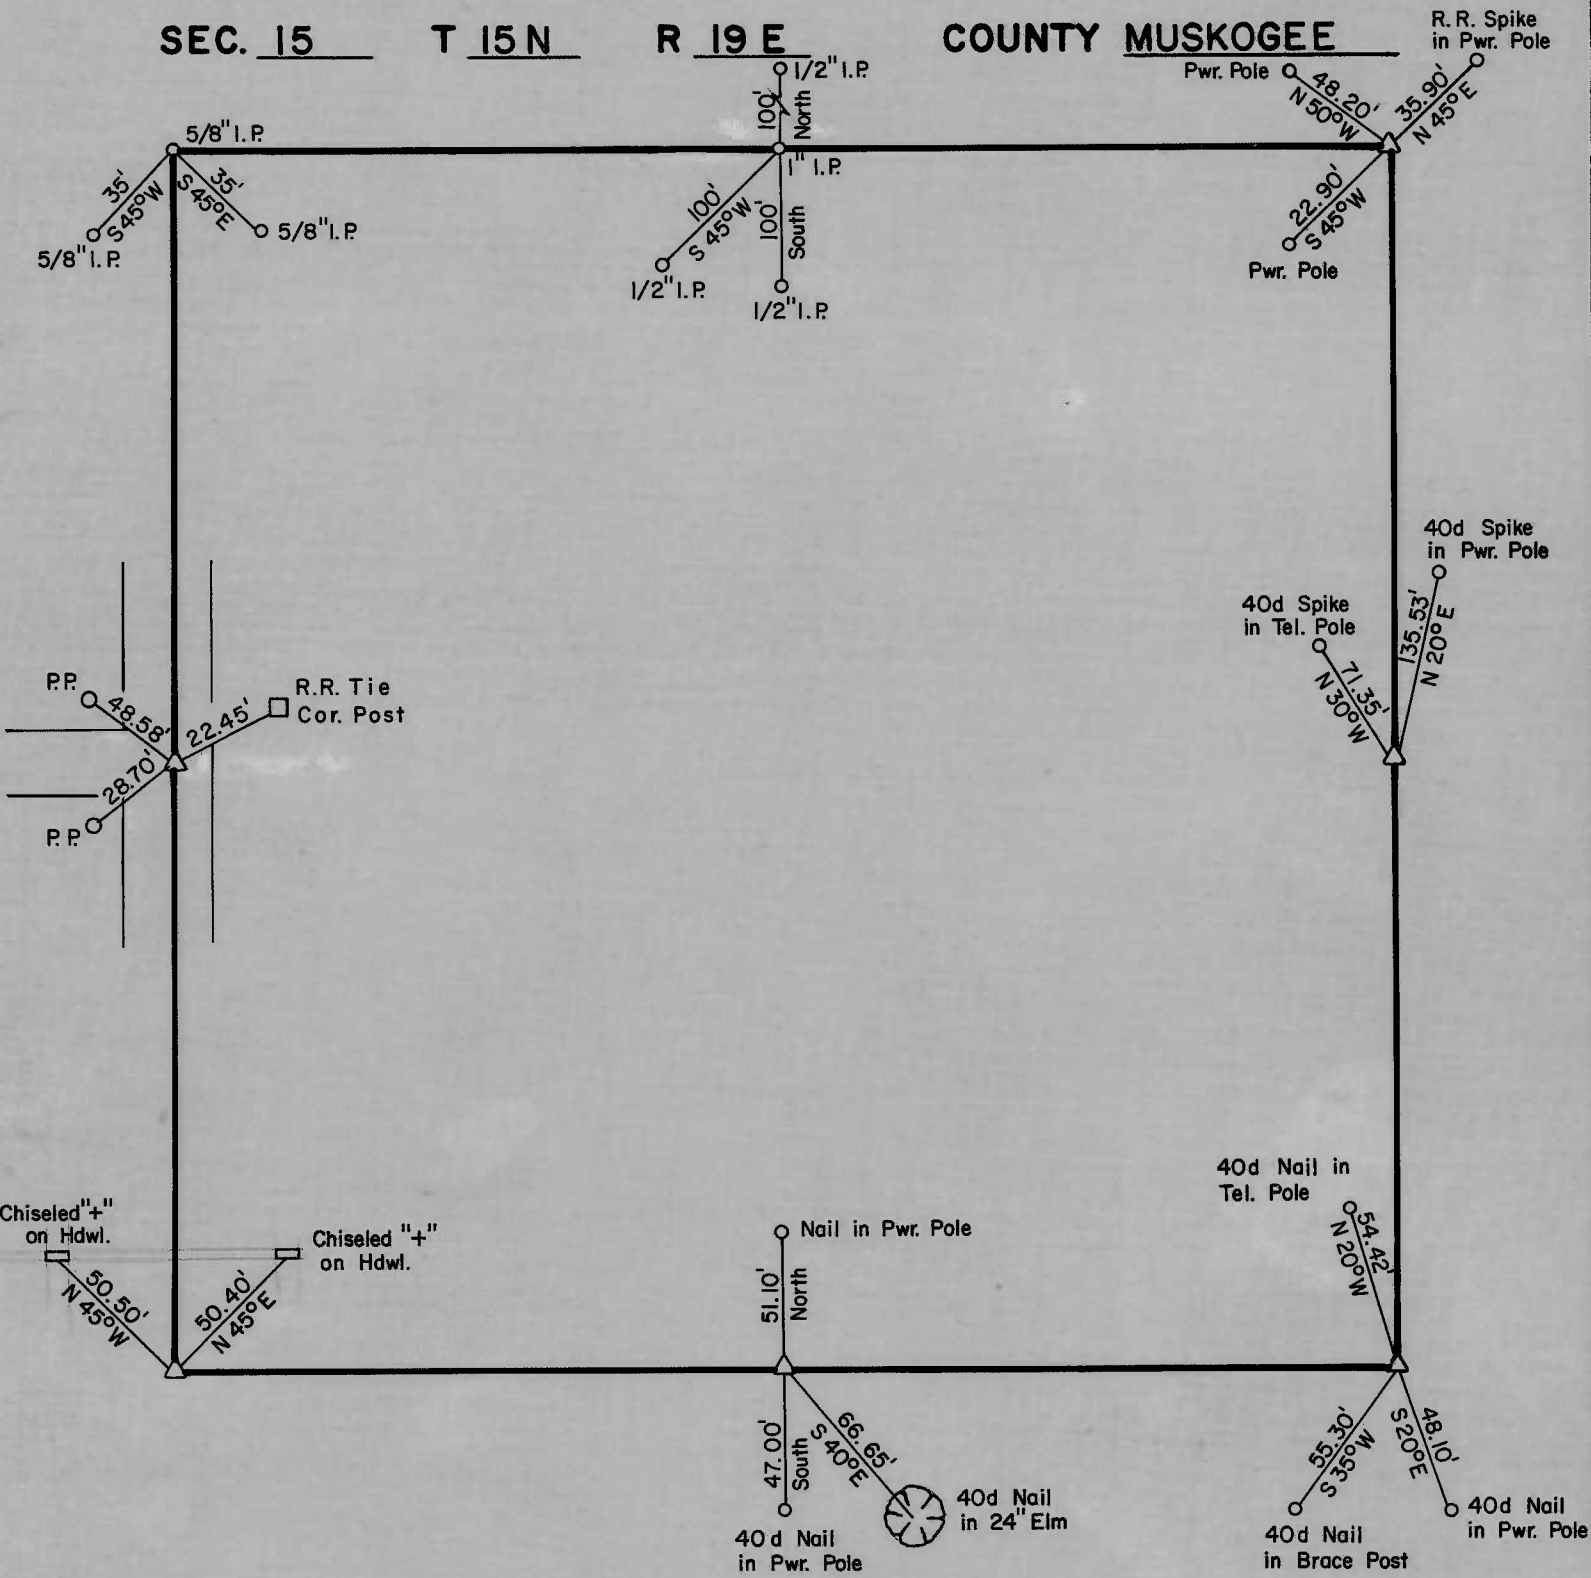 SEC. 15 T 15 N R 19 E COUNTY MUSKOGEE
R. R. Spike
in Pwr. Pole
Pwr. Pole
48.20'
N 50°W
35.90'
N 45°E
22.90'
S 45°W
Pwr. Pole
1/2" I.P.
100'
North
1" I.P.
100'
S 45°W
1/2" I.P.
100'
South
1/2" I.P.
5/8" I.P.
35'
S 45°W
5/8" I.P.
35'
S 45°E
5/8" I.P.
40d Spike
in Pwr. Pole
135.53'
N 20°E
40d Spike
in Tel. Pole
71.35'
N 30°W
P.P.
48.58'
22.45'
R.R. Tie
Cor. Post
28.70'
P.P.
Chiseled "+"
on Hdwl.
50.50'
N 45°W
Chiseled "+"
on Hdwl.
50.40'
N 45°E
Nail in Pwr. Pole
51.10'
North
47.00'
South
40d Nail
in Pwr. Pole
66.65'
S 40°E
40d Nail
in 24" Elm
40d Nail in
Tel. Pole
54.42'
N 20°W
55.30'
S 35°W
40d Nail
in Brace Post
48.10'
S 20°E
40d Nail
in Pwr. Pole